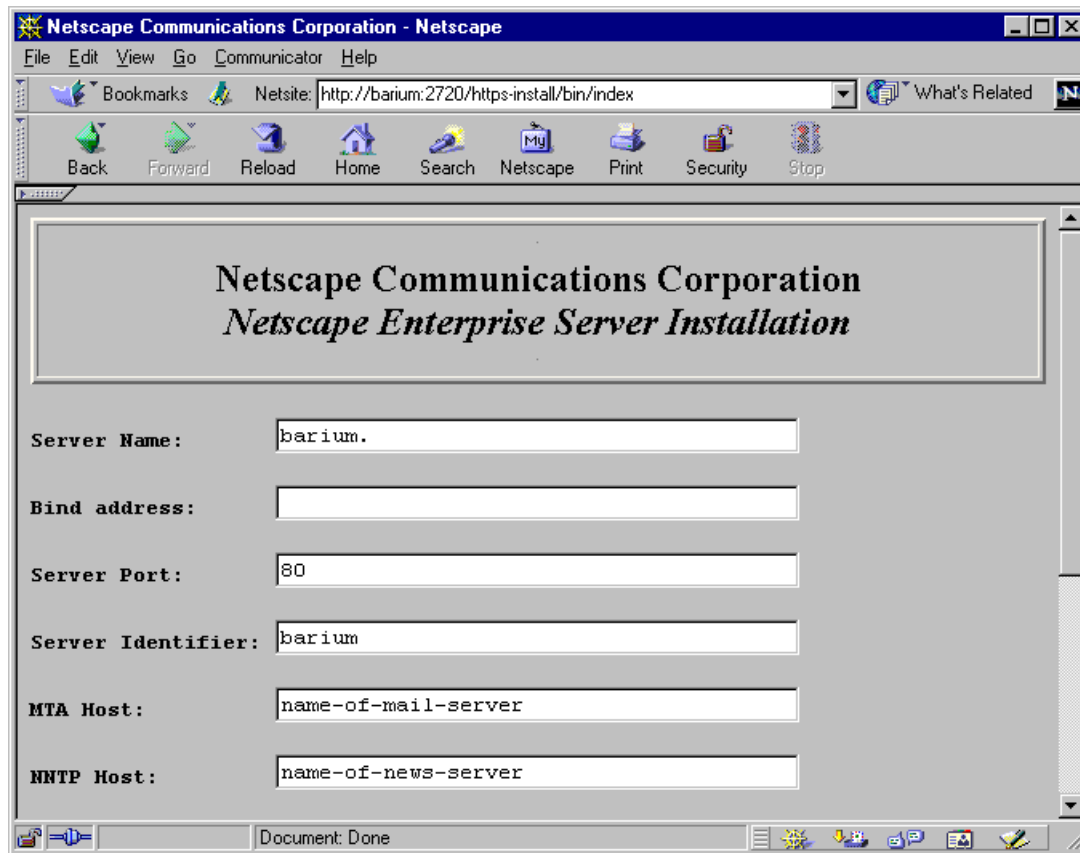 Netscape Communications Corporation - Netscape
File Edit View Go Communicator Help
Bookmarks Netsite: http://barium:2720/https-install/bin/index What's Related N
Back Forward Reload Home Search My Netscape Print Security Stop
Netscape Communications Corporation
Netscape Enterprise Server Installation
Server Name: barium.
Bind address:
Server Port: 80
Server Identifier: barium
MTA Host: name-of-mail-server
NNTP Host: name-of-news-server
Document: Done